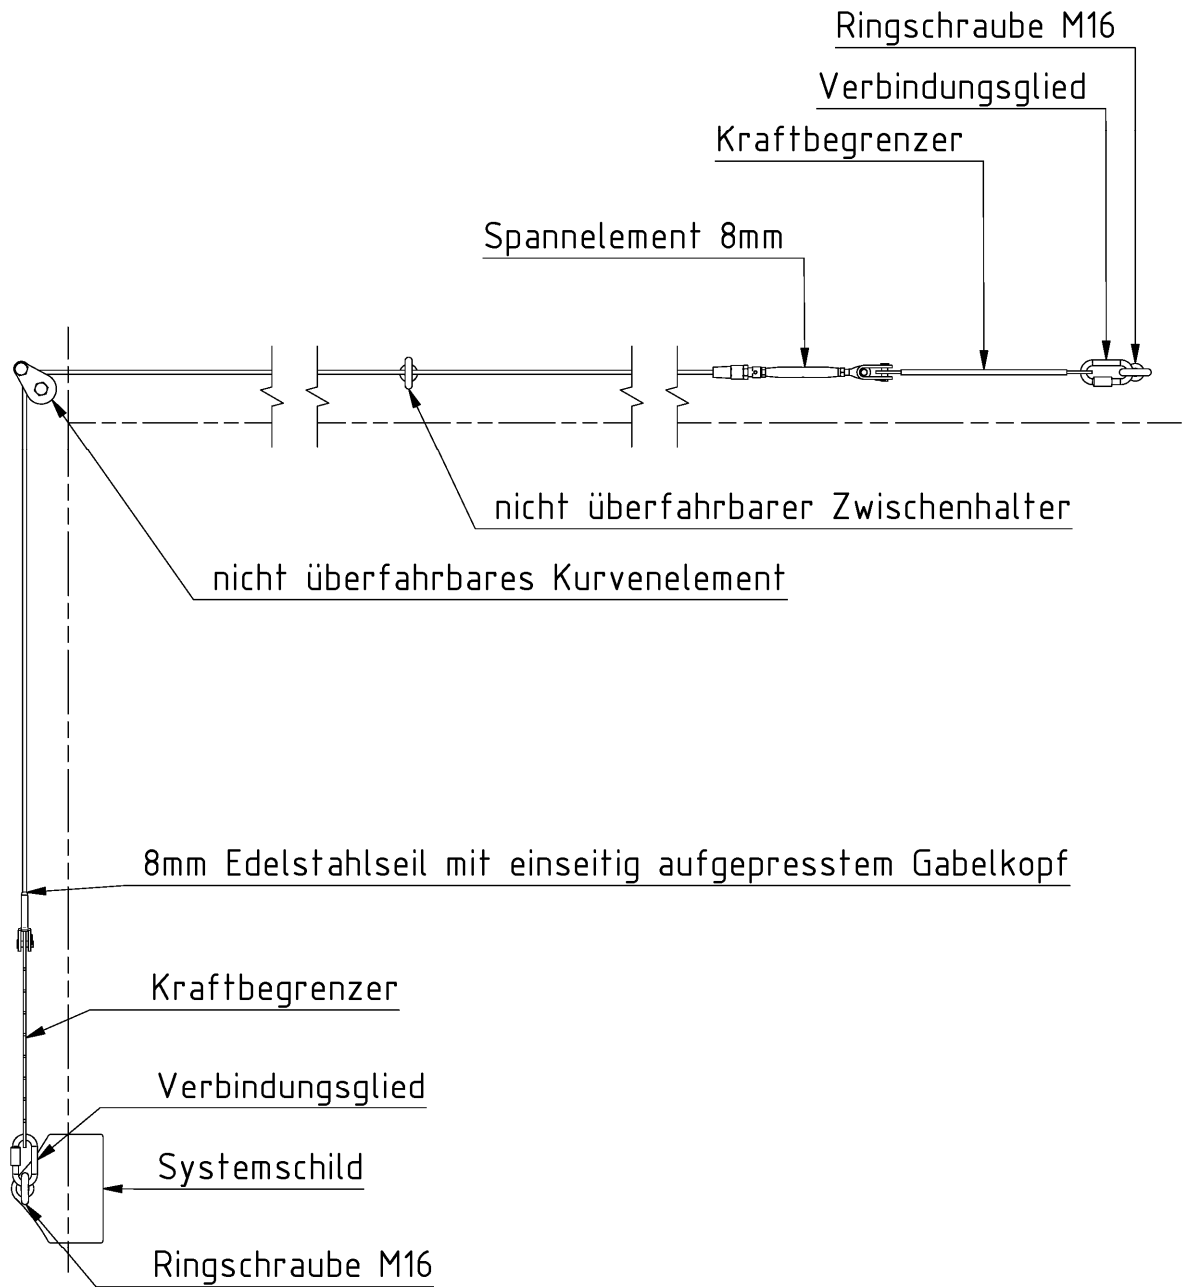 Ringschraube M16
Verbindungsglied
Kraftbegrenzer
Spannelement 8mm
nicht überfahrbarer Zwischenhalter
nicht überfahrbares Kurvenelement
8mm Edelstahlseil mit einseitig aufgepresstem Gabelkopf
Kraftbegrenzer
Verbindungsglied
Systemschild
Ringschraube M16